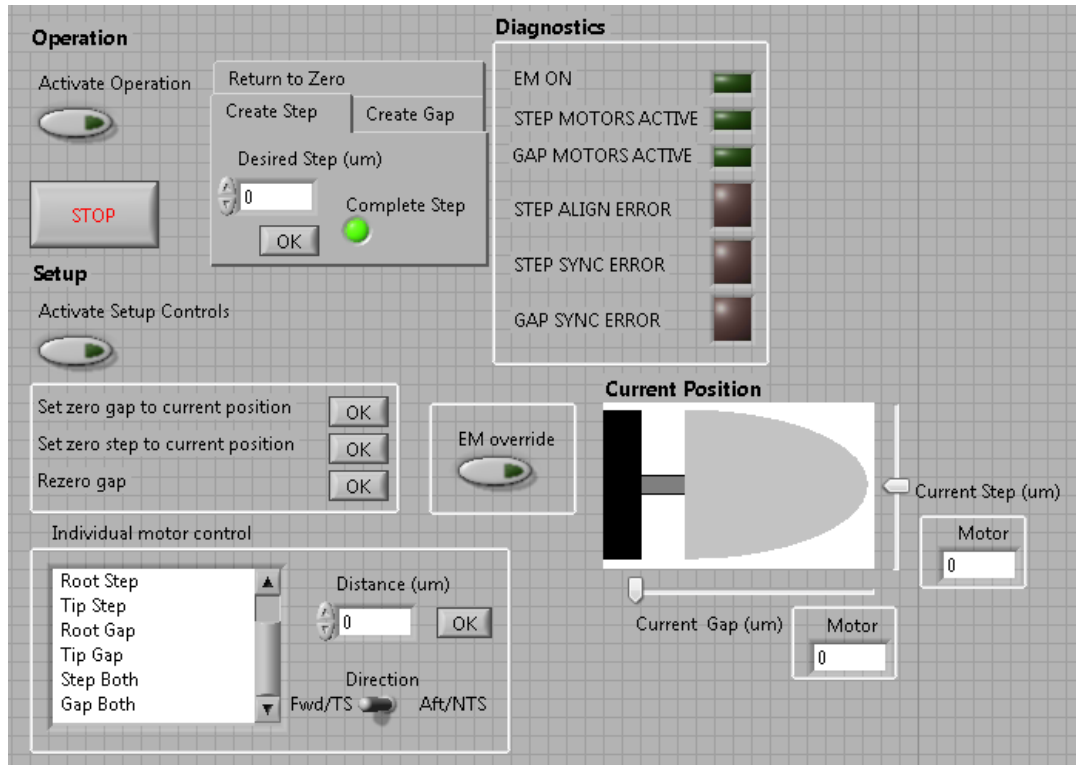 Operation
Activate Operation
STOP
Return to Zero
Create Step
Create Gap
Desired Step (um)
0
Complete Step
OK
Diagnostics
EM ON
STEP MOTORS ACTIVE
GAP MOTORS ACTIVE
STEP ALIGN ERROR
STEP SYNC ERROR
GAP SYNC ERROR
Setup
Activate Setup Controls
Set zero gap to current position OK
Set zero step to current position OK
Rezero gap OK
EM override
Individual motor control
Root Step
Tip Step
Root Gap
Tip Gap
Step Both
Gap Both
Distance (um)
0 OK
Direction
Fwd/TS Aft/NTS
Current Position
Current Step (um)
Motor
0
Current Gap (um)
Motor
0